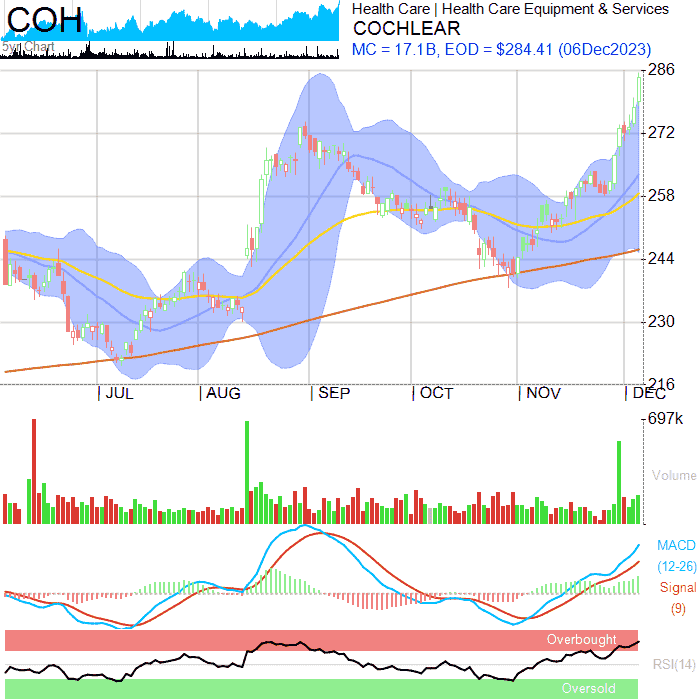 COH
Health Care | Health Care Equipment & Services
COCHLEAR
5yr Chart
MC = 17.1B, EOD = $284.41 (06Dec2023)
286
272
258
244
230
216
JUL AUG SEP OCT NOV DEC
697k
Volume
MACD
(12-26)
Signal
(9)
Overbought
RSI(14)
Oversold